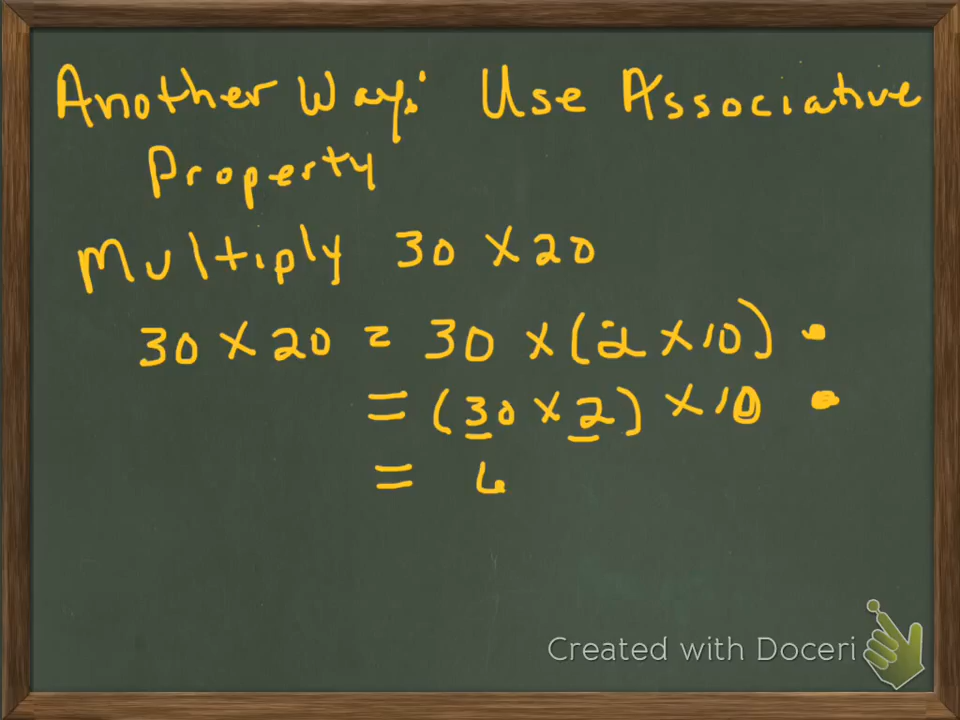 Another Way: Use Associative
Property
Multiply 30 X 20
30 X 20 = 30 X (2 X 10)
= (30 X 2) X 10
= 6
Created with Doceri